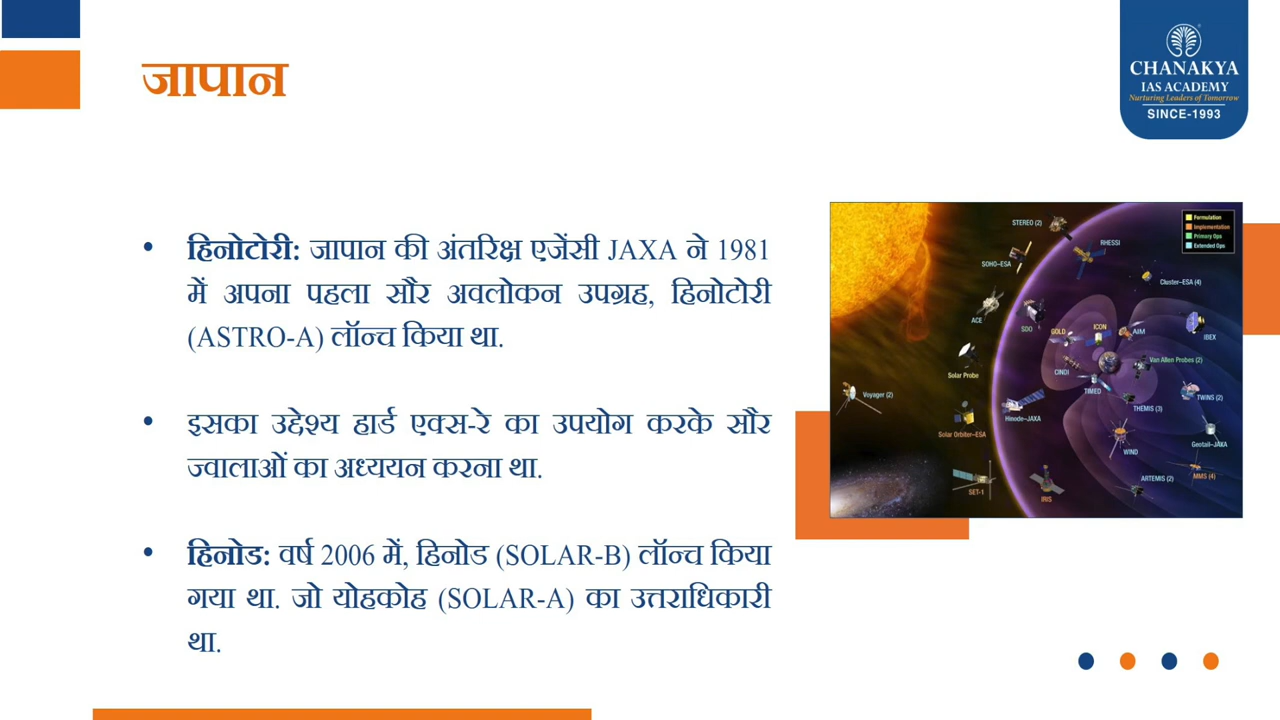 जापान
CHANAKYA
IAS ACADEMY
Nurturing Leaders of Tomorrow
SINCE-1993
• हिनोटोरी: जापान की अंतरिक्ष एजेंसी JAXA ने 1981
में अपना पहला सौर अवलोकन उपग्रह, हिनोटोरी
(ASTRO-A) लॉन्च किया था.
• इसका उद्देश्य हार्ड एक्स-रे का उपयोग करके सौर
ज्वालाओं का अध्ययन करना था.
• हिनोड: वर्ष 2006 में, हिनोड (SOLAR-B) लॉन्च किया
गया था. जो योहकोह (SOLAR-A) का उत्तराधिकारी
था.
Formulation
Implementation
Primary Ops
Extended Ops
STEREO (2)
RHESSI
SOHO-ESA
Cluster-ESA (4)
ACE
SDO
GOLD
ICON
AIM
IBEX
Solar Probe
CINDI
Van Allen Probes (2)
TIMED
Voyager (2)
THEMIS (3)
TWINS (2)
Hinode-JAXA
Solar Orbiter-ESA
WIND
Geotail-JAXA
SET-1
IRIS
ARTEMIS (2)
MMS (4)